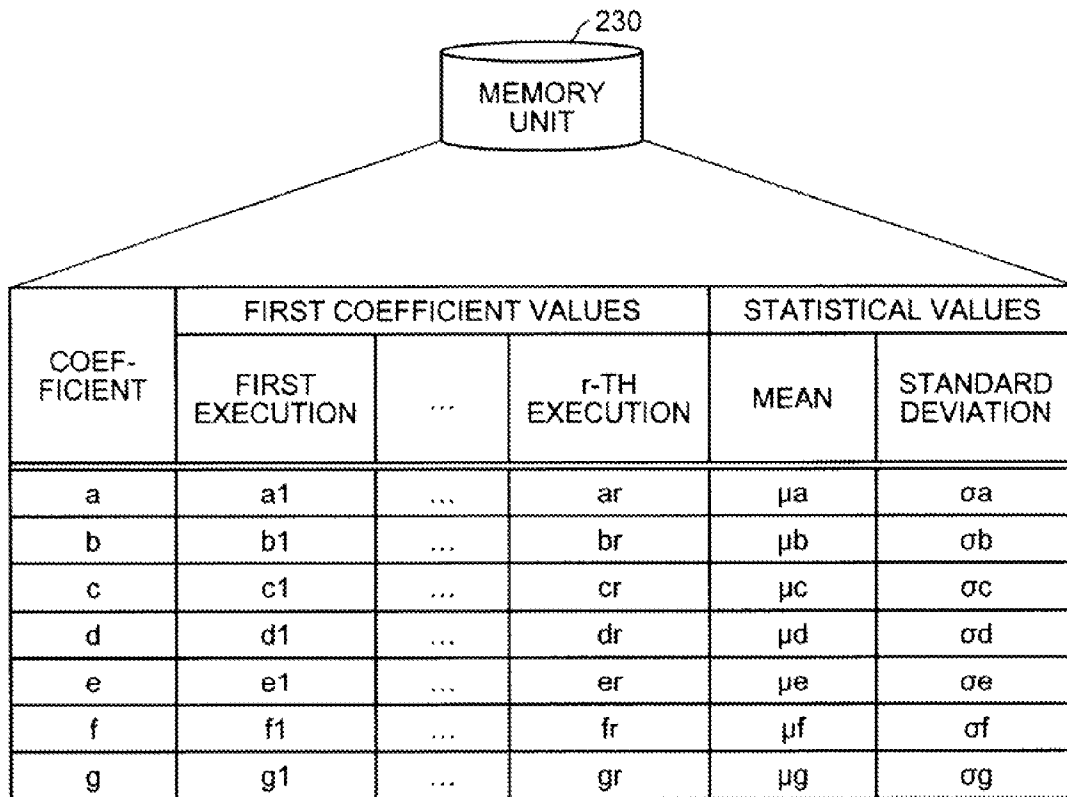 230
MEMORY
UNIT
COEF-
FICIENT
FIRST COEFFICIENT VALUES
STATISTICAL VALUES
FIRST
EXECUTION
...
r-TH
EXECUTION
MEAN
STANDARD
DEVIATION
a a1 ... ar μa σa
b b1 ... br μb σb
c c1 ... cr μc σc
d d1 ... dr μd σd
e e1 ... er μe σe
f f1 ... fr μf σf
g g1 ... gr μg σg